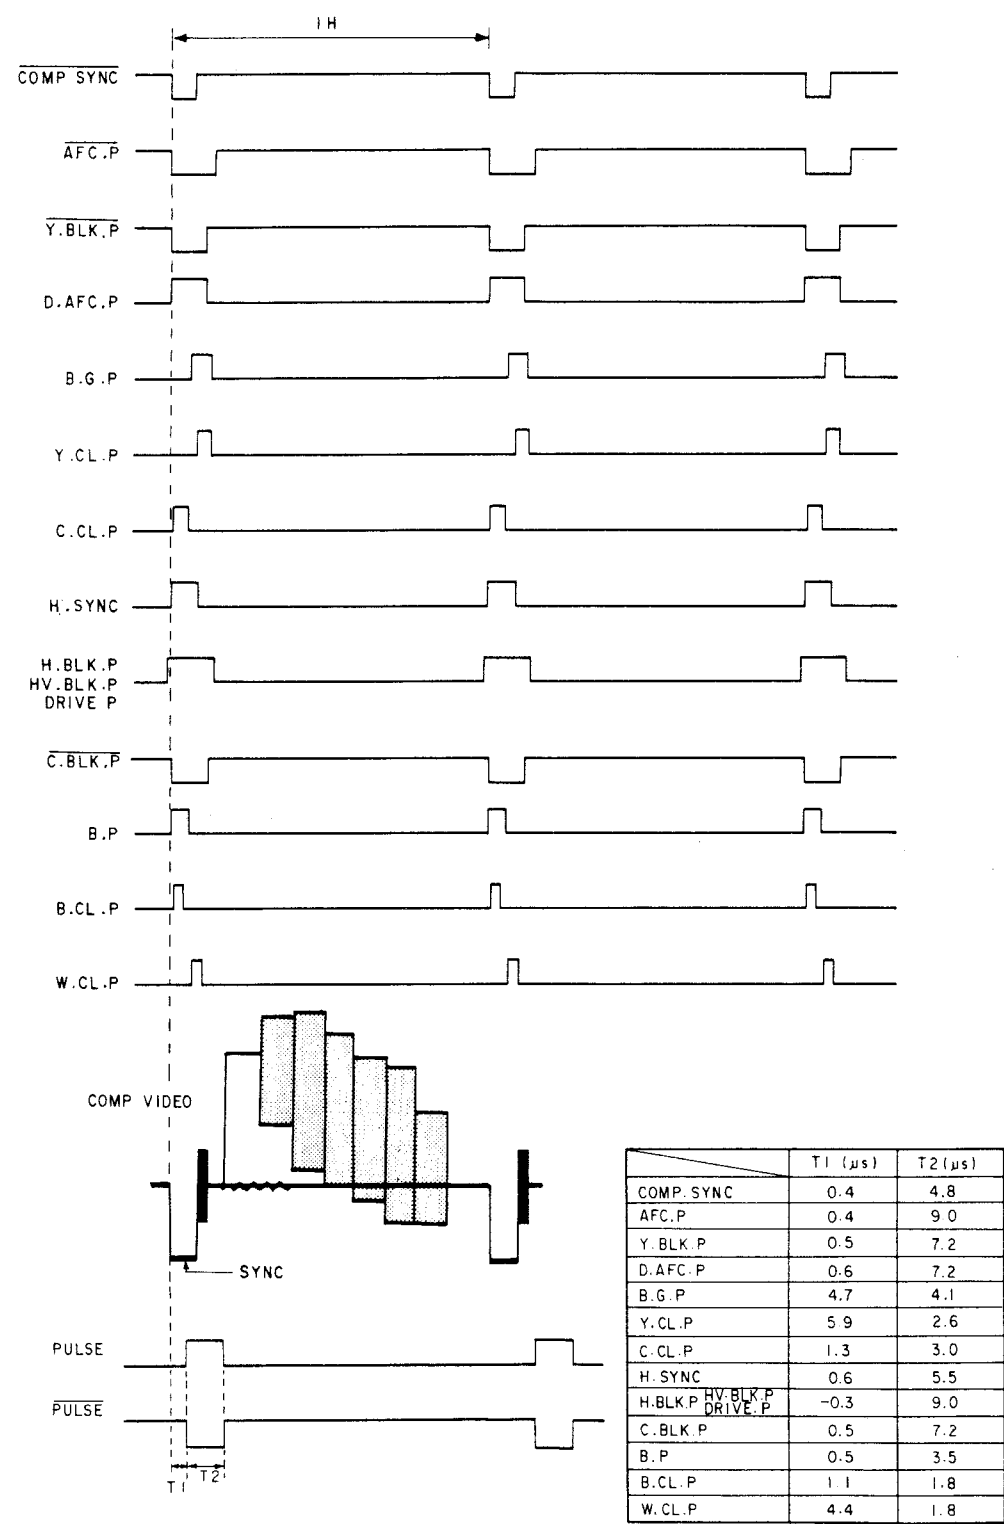 1H
COMP SYNC
AFC.P
Y.BLK.P
D.AFC.P
B.G.P
Y.CL.P
C.CL.P
H.SYNC
H.BLK.P
HV.BLK.P
DRIVE P
C.BLK.P
B.P
B.CL.P
W.CL.P
COMP VIDEO
SYNC
PULSE
PULSE
T1 T2
T1 (µs) T2(µs)
COMP. SYNC 0.4 4.8
AFC.P 0.4 9.0
Y.BLK.P 0.5 7.2
D.AFC.P 0.6 7.2
B.G.P 4.7 4.1
Y.CL.P 5.9 2.6
C.CL.P 1.3 3.0
H.SYNC 0.6 5.5
H.BLK.P HV.BLK.P DRIVE.P -0.3 9.0
C.BLK.P 0.5 7.2
B.P 0.5 3.5
B.CL.P 1.1 1.8
W.CL.P 4.4 1.8